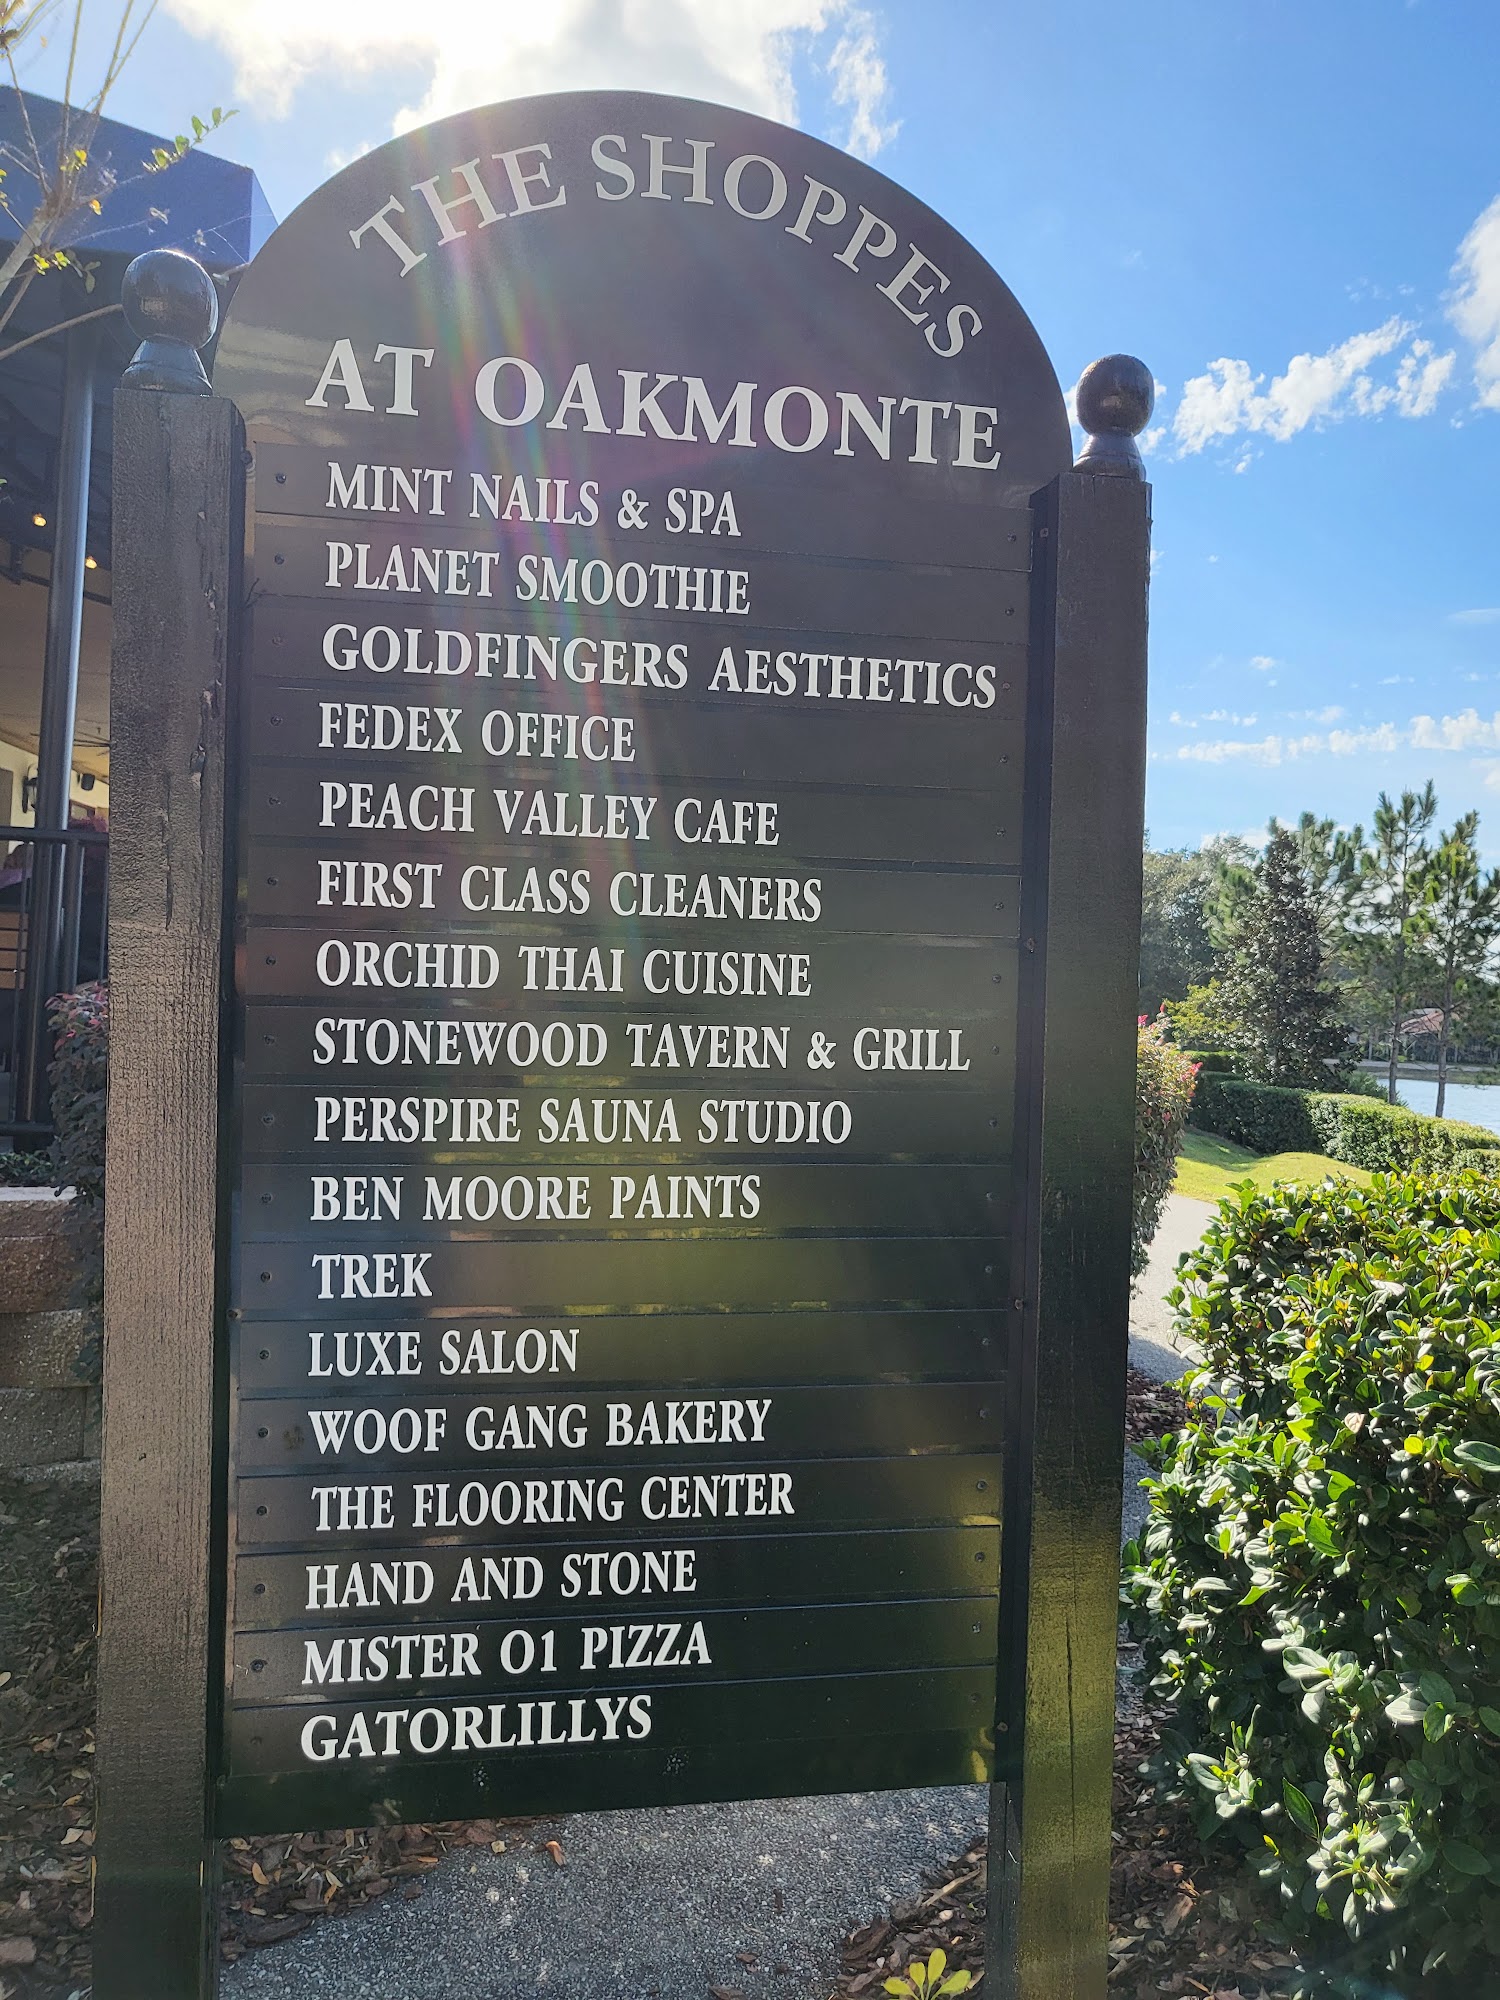 THE SHOPPES
AT OAKMONTE
MINT NAILS & SPA
PLANET SMOOTHIE
GOLDFINGERS AESTHETICS
FEDEX OFFICE
PEACH VALLEY CAFE
FIRST CLASS CLEANERS
ORCHID THAI CUISINE
STONEWOOD TAVERN & GRILL
PERSPIRE SAUNA STUDIO
BEN MOORE PAINTS
TREK
LUXE SALON
WOOF GANG BAKERY
THE FLOORING CENTER
HAND AND STONE
MISTER O1 PIZZA
GATORLILLYS